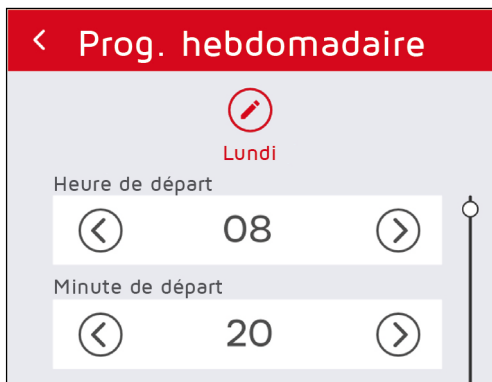 Prog. hebdomadaire
Lundi
Heure de départ
08
Minute de départ
20